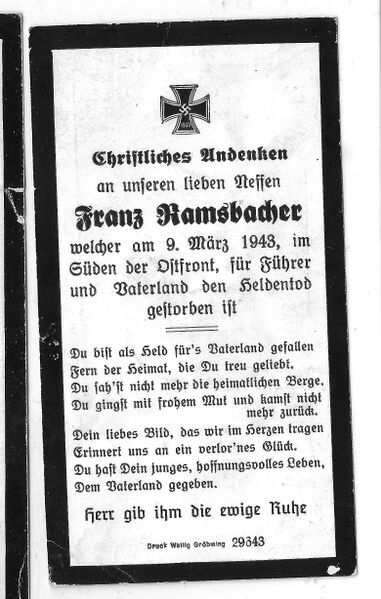 Christliches Andenken
an unseren lieben Neffen
Franz Ramsbacher
welcher am 9. März 1943, im
Süden der Ostfront, für Führer
und Vaterland den Heldentod
gestorben ist
Du bist als Held für's Vaterland gefallen
Fern der Heimat, die Du treu geliebt.
Du sah'st nicht mehr die heimatlichen Berge.
Du gingst mit frohem Mut und kamst nicht
mehr zurück.
Dein liebes Bild, das wir im Herzen tragen
Erinnert uns an ein verlor'nes Glück.
Du hast Dein junges, hoffnungsvolles Leben,
Dem Vaterland gegeben.
Herr gib ihm die ewige Ruhe
Druck Wallig Gröbming 29643